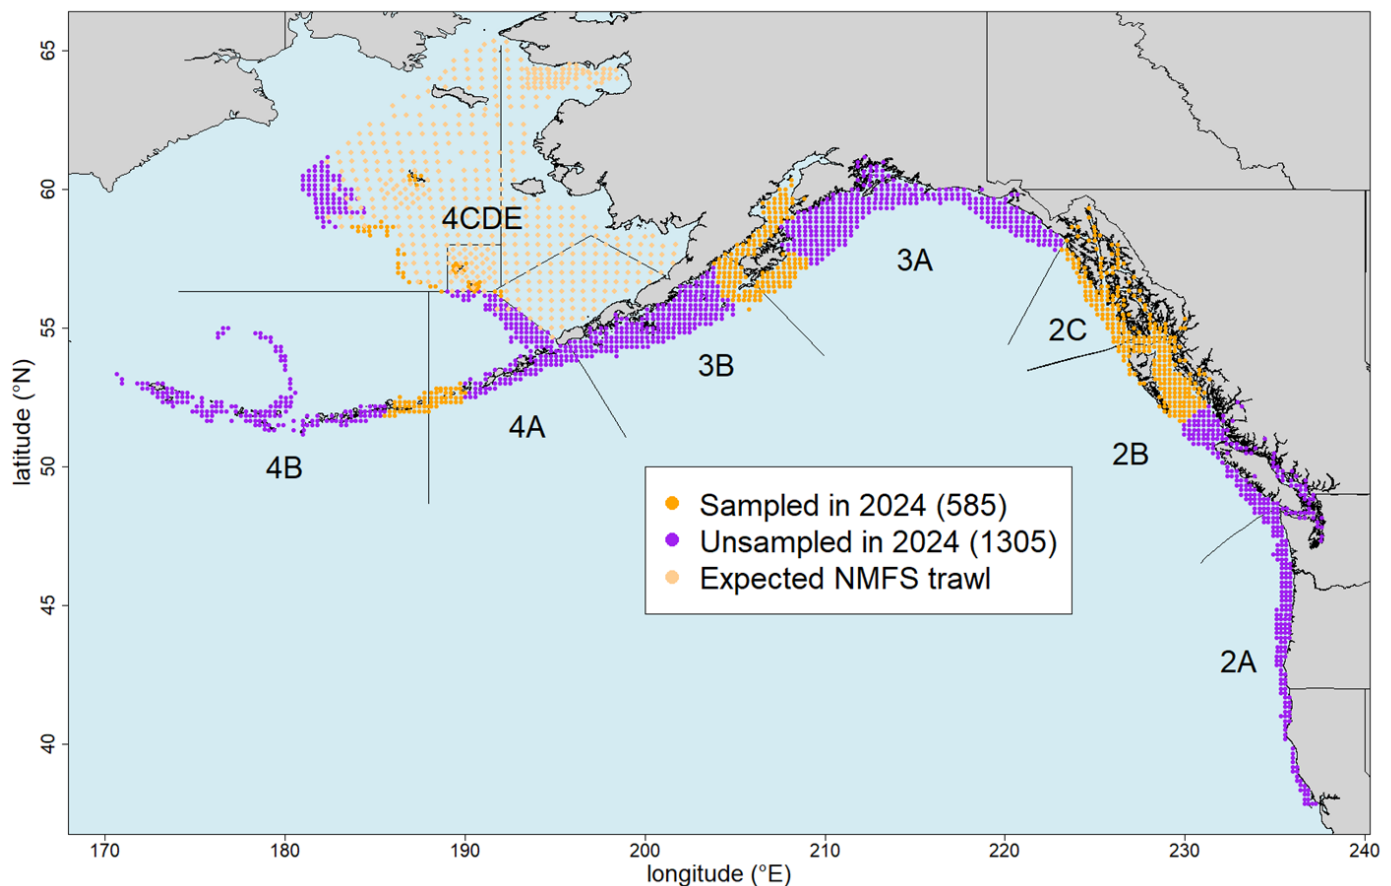 65
60
55
50
45
40
latitude (°N)
4CDE
3A
2C
3B
4A
2B
4B
2A
Sampled in 2024 (585)
Unsampled in 2024 (1305)
Expected NMFS trawl
170
180
190
200
210
220
230
240
longitude (°E)